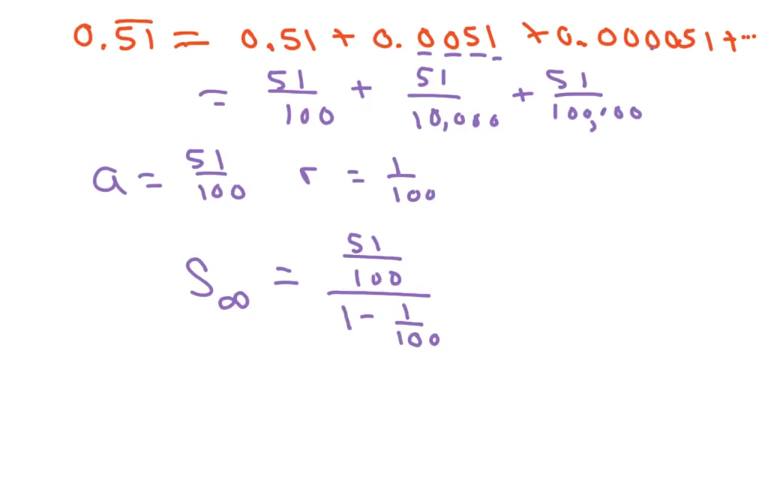 0.5̅1̅ = 0.51 + 0.0051 + 0.000051 + ...
= 51/100 + 51/10,000 + 51/100,000
a = 51/100 r = 1/100
S∞ = (51/100)/(1 - 1/100)